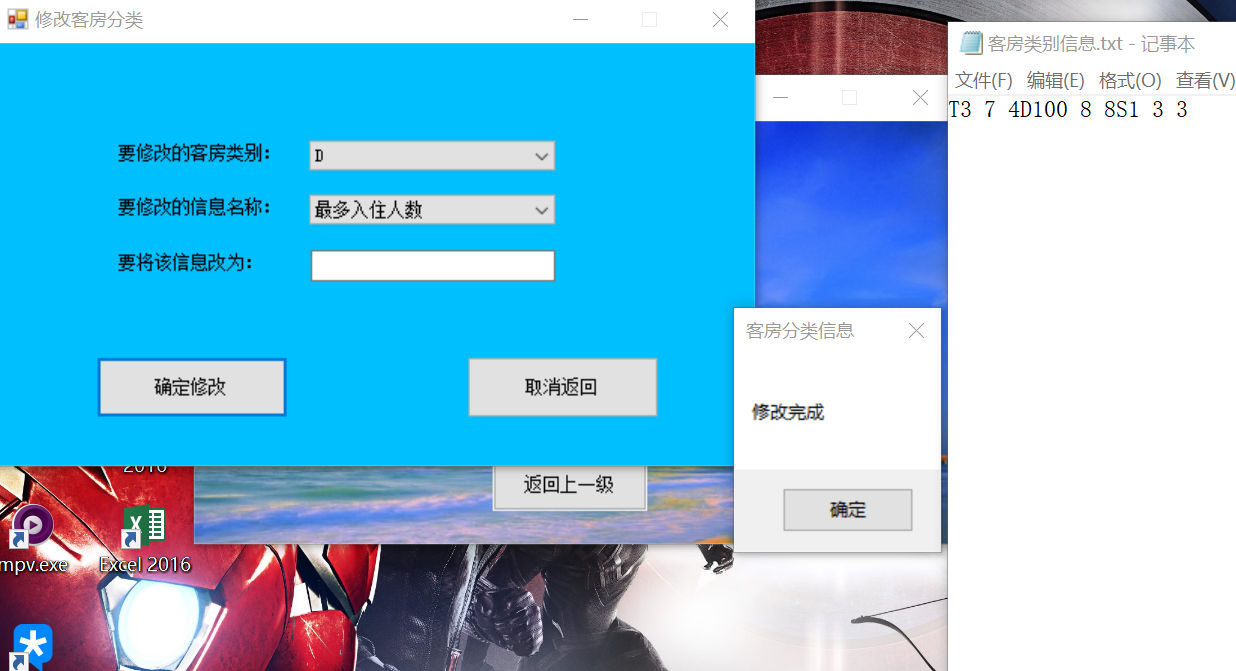 修改客房分类
要修改的客房类别：
D
要修改的信息名称：
最多入住人数
要将该信息改为：
确定修改
取消返回
客房类别信息.txt - 记事本
文件(F) 编辑(E) 格式(O) 查看(V)
T3 7 4D100 8 8S1 3 3
客房分类信息
修改完成
确定
返回上一级
2016
mpv.exe
Excel 2016